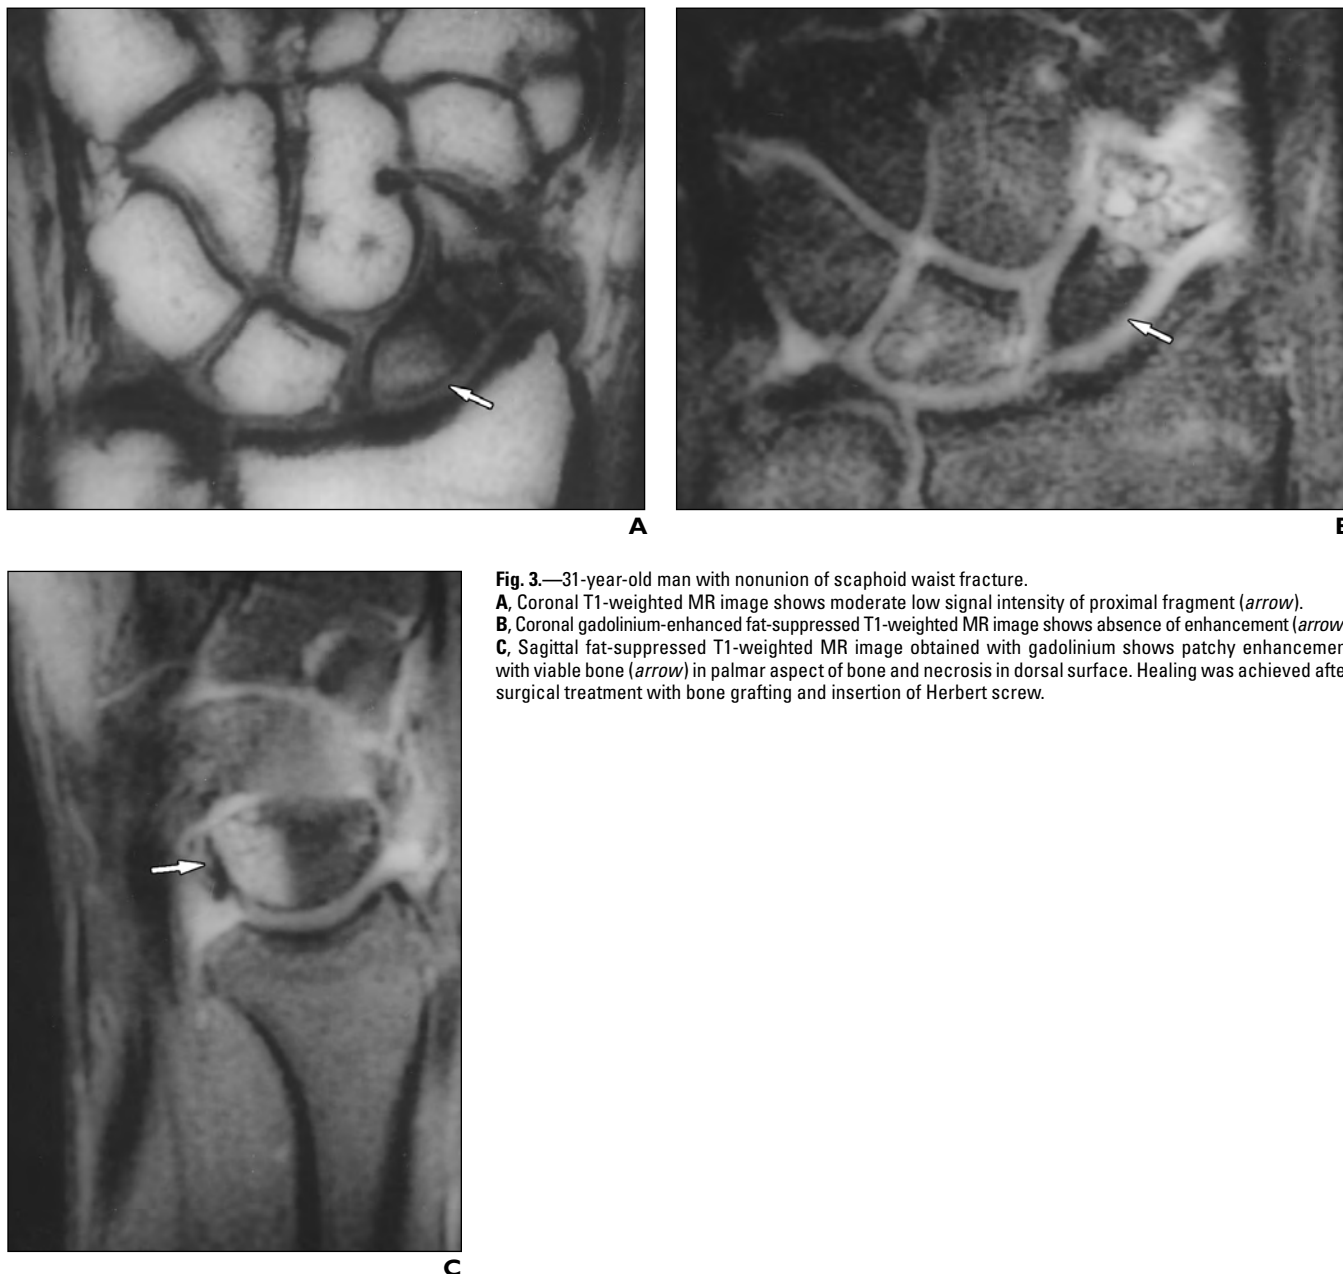 A
B
Fig. 3.—31-year-old man with nonunion of scaphoid waist fracture.
A, Coronal T1-weighted MR image shows moderate low signal intensity of proximal fragment (arrow).
B, Coronal gadolinium-enhanced fat-suppressed T1-weighted MR image shows absence of enhancement (arrow
C, Sagittal fat-suppressed T1-weighted MR image obtained with gadolinium shows patchy enhancemen
with viable bone (arrow) in palmar aspect of bone and necrosis in dorsal surface. Healing was achieved afte
surgical treatment with bone grafting and insertion of Herbert screw.
C